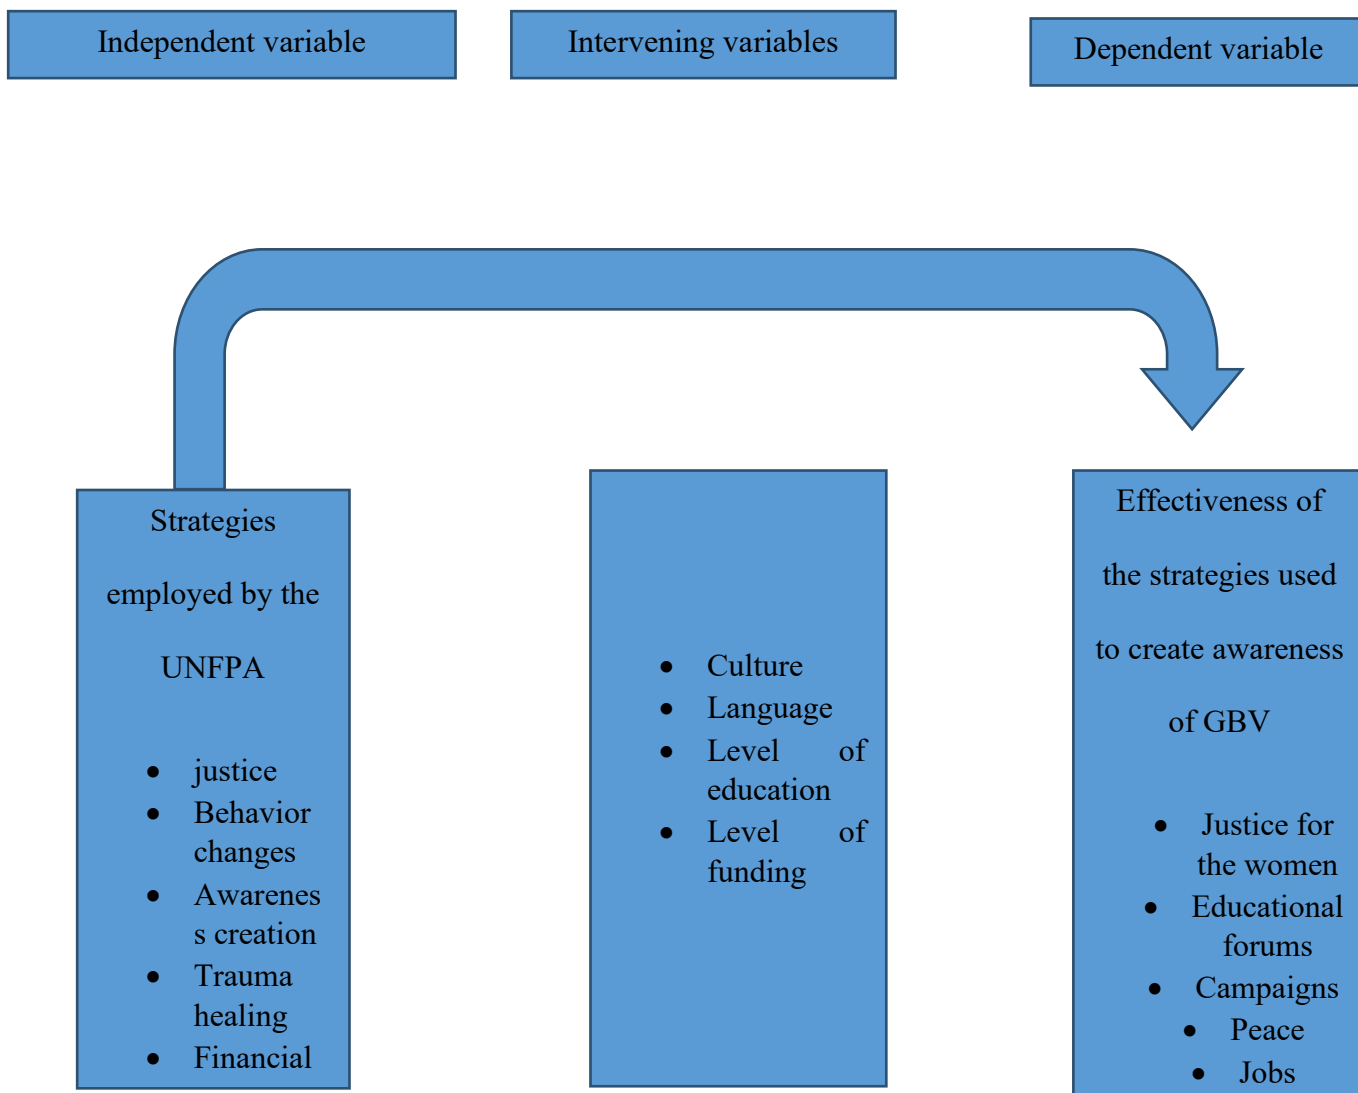 Independent variable
Intervening variables
Dependent variable
Strategies
employed by the
UNFPA
• justice
• Behavior
changes
• Awarenes
s creation
• Trauma
healing
• Financial
• Culture
• Language
• Level of
education
• Level of
funding
Effectiveness of
the strategies used
to create awareness
of GBV
• Justice for
the women
• Educational
forums
• Campaigns
• Peace
• Jobs